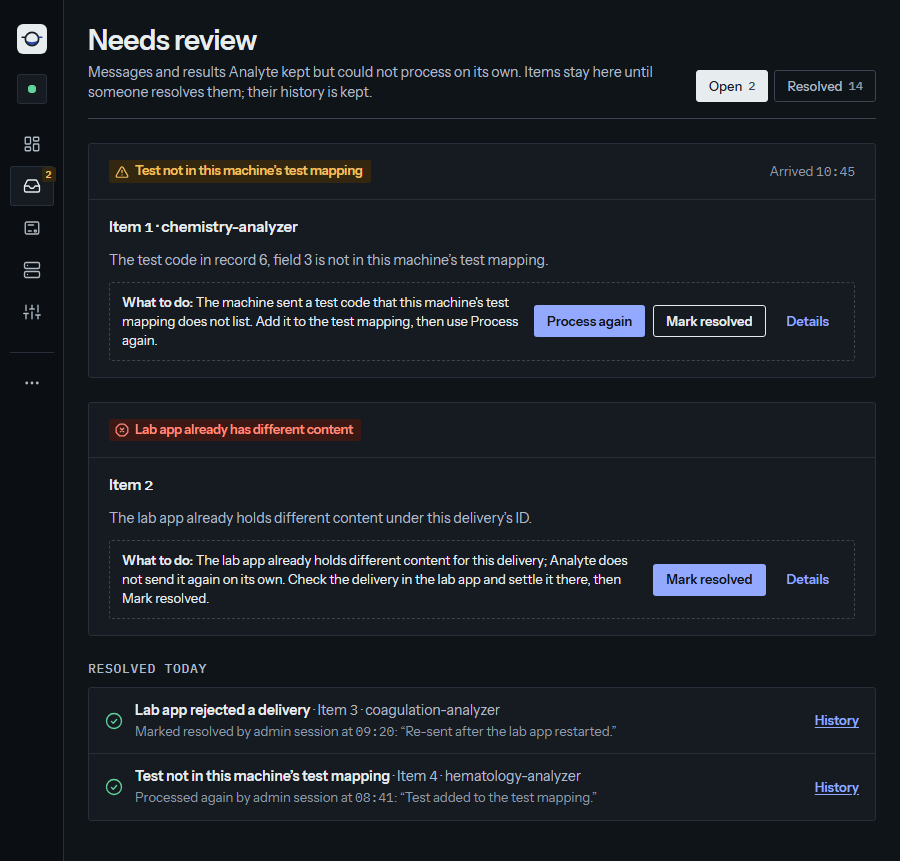 Needs review
Messages and results Analyte kept but could not process on its own. Items stay here until
someone resolves them; their history is kept.
Open 2
Resolved 14
2
Test not in this machine's test mapping
Arrived 10:45
Item 1 · chemistry-analyzer
The test code in record 6, field 3 is not in this machine's test mapping.
What to do: The machine sent a test code that this machine's test
mapping does not list. Add it to the test mapping, then use Process
again.
Process again
Mark resolved
Details
Lab app already has different content
Item 2
The lab app already holds different content under this delivery's ID.
What to do: The lab app already holds different content for this delivery; Analyte does
not send it again on its own. Check the delivery in the lab app and settle it there, then
Mark resolved.
Mark resolved
Details
RESOLVED TODAY
Lab app rejected a delivery · Item 3 · coagulation-analyzer
Marked resolved by admin session at 09:20: “Re-sent after the lab app restarted.”
History
Test not in this machine's test mapping · Item 4 · hematology-analyzer
Processed again by admin session at 08:41: “Test added to the test mapping.”
History